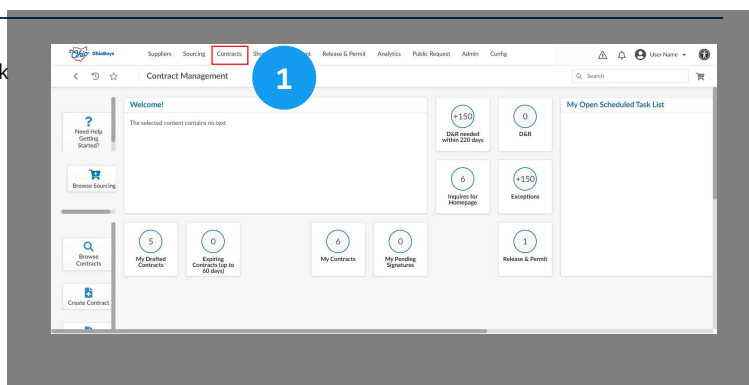 k
Ohio OhioBuys Suppliers Sourcing Contracts Release & Permit Analytics Public Request Admin Config User Name
Contract Management Search
1
Welcome!
The selected content contains no text
Need Help
Getting
Started?
Browse Sourcing
Browse
Contracts
Create Contract
+150
D&R needed
within 220 days
0
D&R
6
Inquires for
Homepage
+150
Exceptions
5
My Drafted
Contracts
0
Expiring
Contracts (up to
60 days)
6
My Contracts
0
My Pending
Signatures
1
Release & Permit
My Open Scheduled Task List